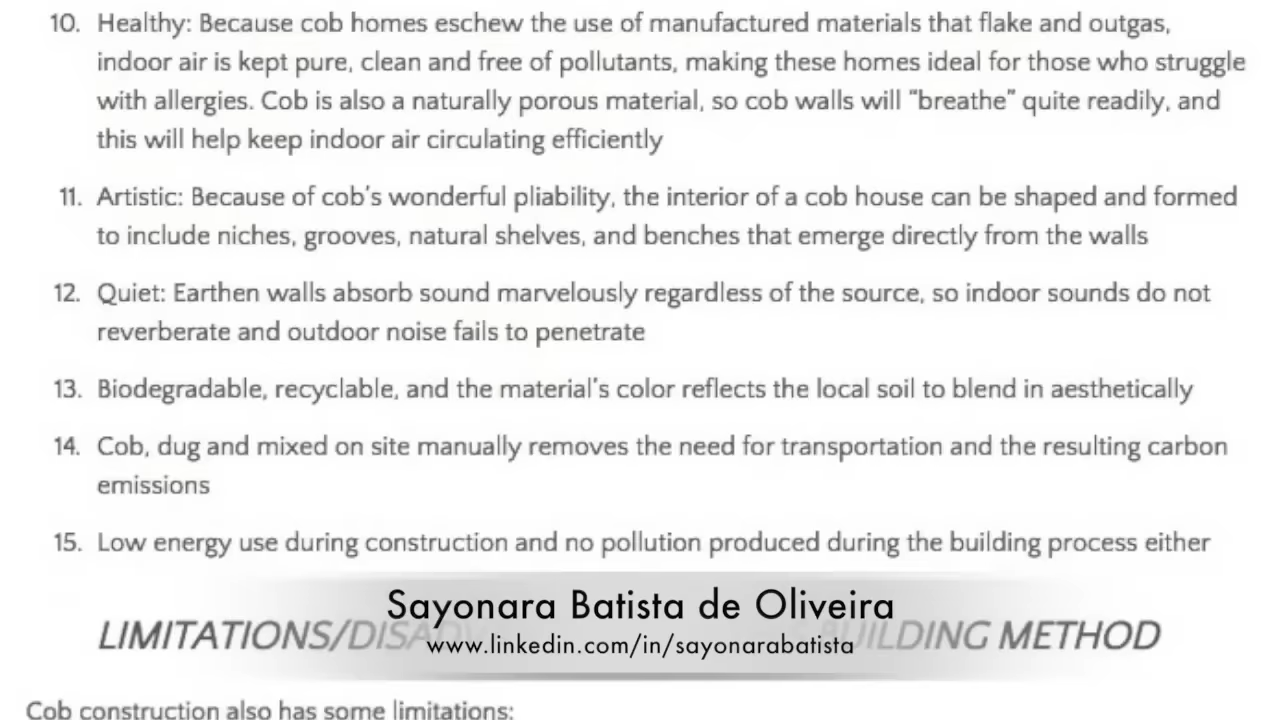 10. Healthy: Because cob homes eschew the use of manufactured materials that flake and outgas,
indoor air is kept pure, clean and free of pollutants, making these homes ideal for those who struggle
with allergies. Cob is also a naturally porous material, so cob walls will “breathe” quite readily, and
this will help keep indoor air circulating efficiently
11. Artistic: Because of cob's wonderful pliability, the interior of a cob house can be shaped and formed
to include niches, grooves, natural shelves, and benches that emerge directly from the walls
12. Quiet: Earthen walls absorb sound marvelously regardless of the source, so indoor sounds do not
reverberate and outdoor noise fails to penetrate
13. Biodegradable, recyclable, and the material's color reflects the local soil to blend in aesthetically
14. Cob, dug and mixed on site manually removes the need for transportation and the resulting carbon
emissions
15. Low energy use during construction and no pollution produced during the building process either
Sayonara Batista de Oliveira
LIMITATIONS/ BUILDING METHOD
www.linkedin.com/in/sayonarabatista
Cob construction also has some limitations: